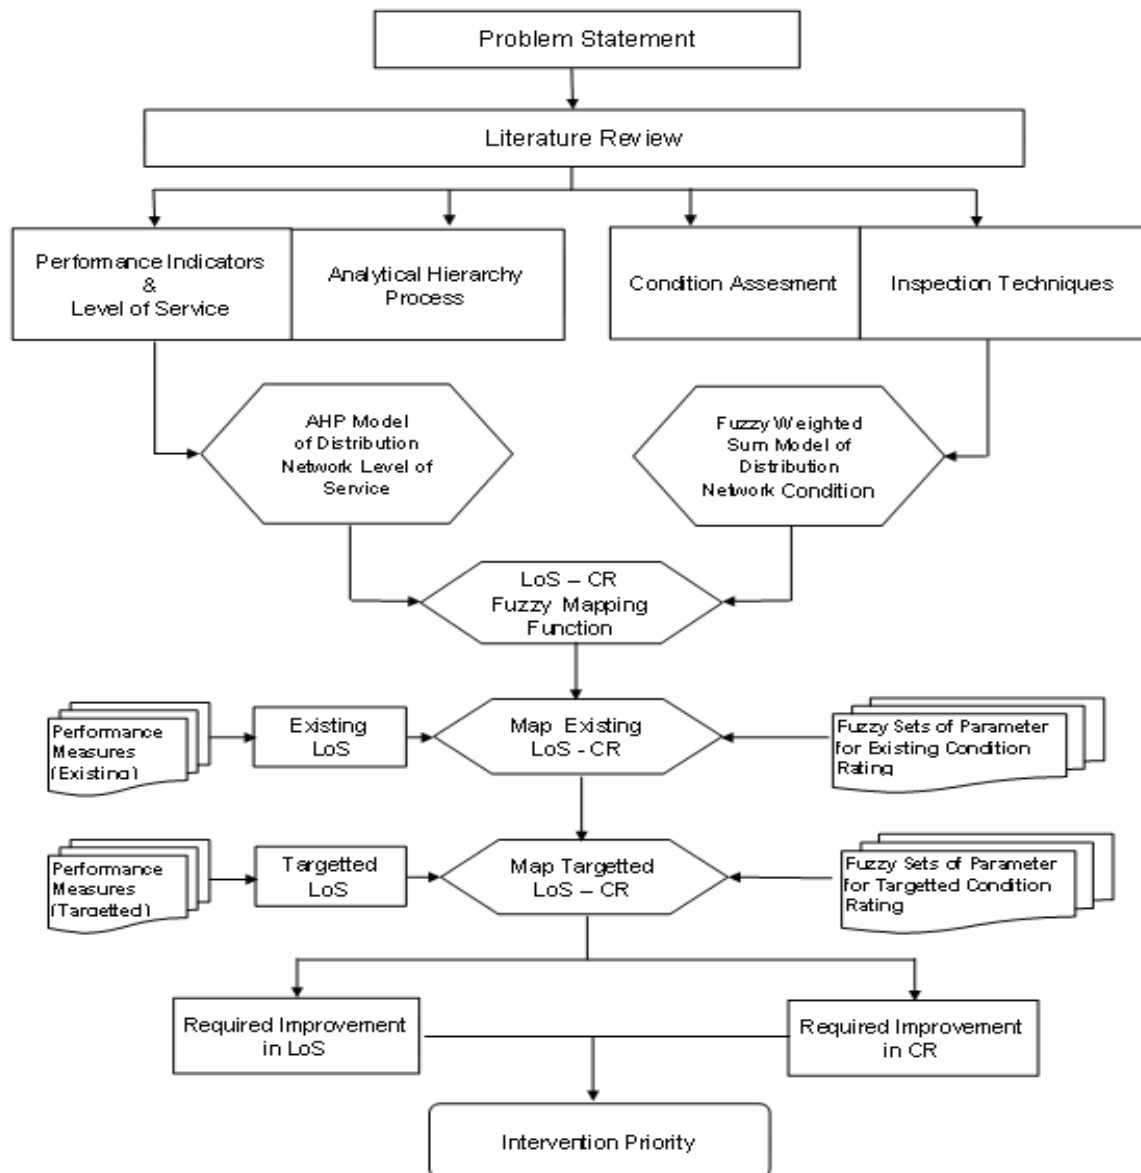 Problem Statement
Literature Review
Performance Indicators
&
Level of Service
Analytical Hierarchy
Process
Condition Assesment
Inspection Techniques
AHP Model
of Distribution
Network Level of
Service
Fuzzy Weighted
Sum Model of
Distribution
Network Condition
LoS – CR
Fuzzy Mapping
Function
Performance
Measures
(Existing)
Existing
LoS
Map Existing
LoS - CR
Fuzzy Sets of Parameter
for Existing Condition
Rating
Performance
Measures
(Targetted)
Targetted
LoS
Map Targetted
LoS – CR
Fuzzy Sets of Parameter
for Targetted Condition
Rating
Required Improvement
in LoS
Required Improvement
in CR
Intervention Priority